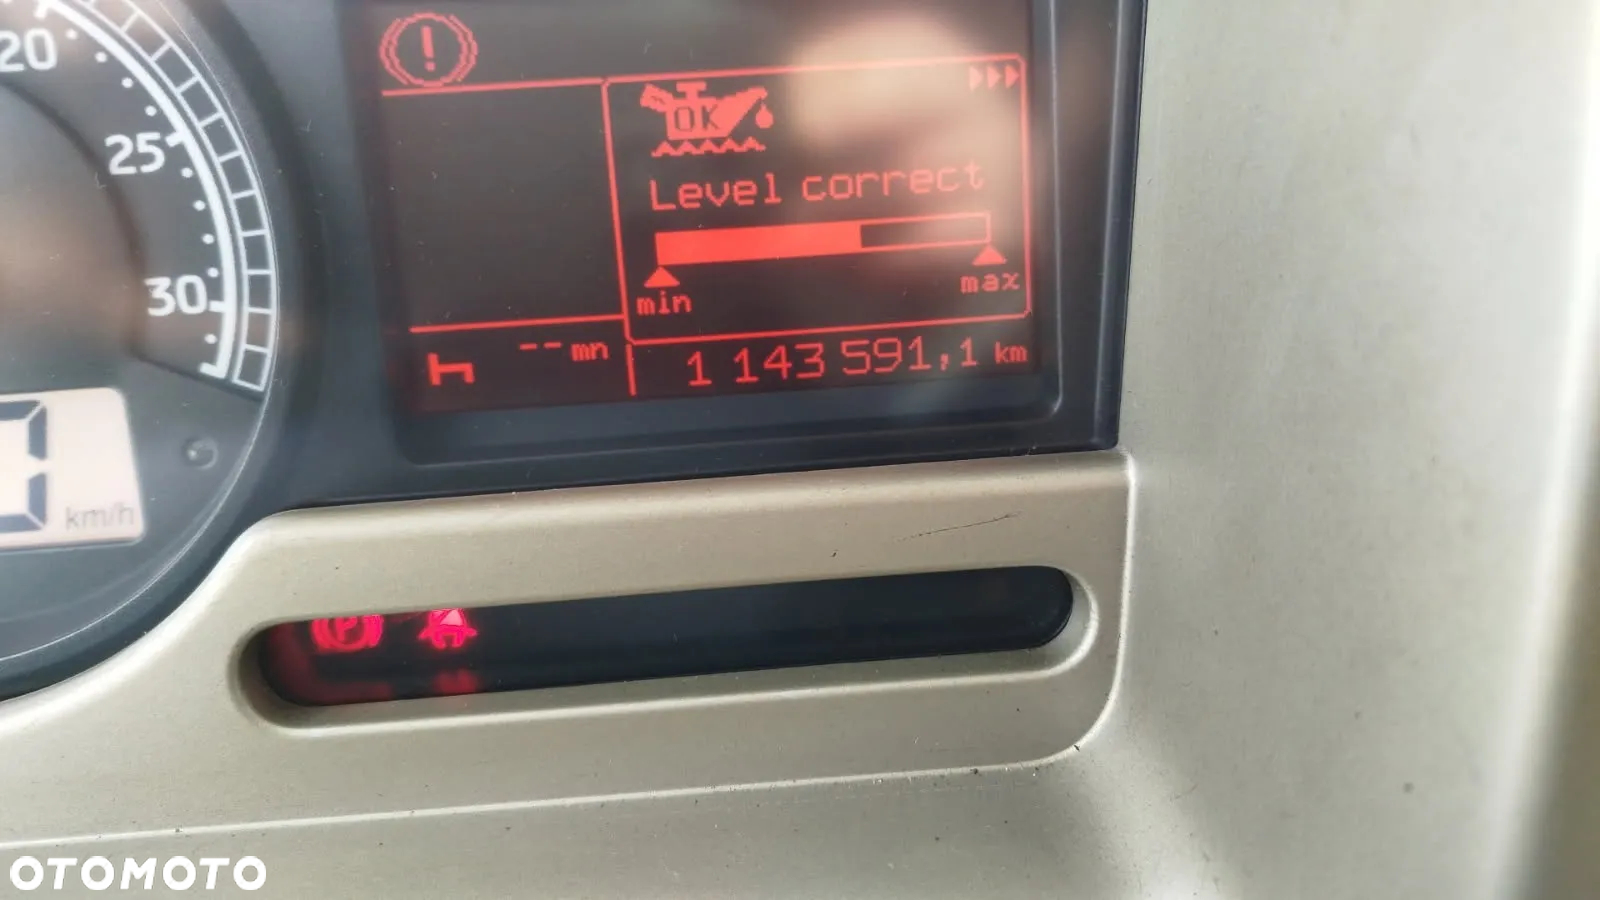 20
25
30
km/h
OK
Level correct
min
max
-- mn
1 143 591,1 km
P
OTOMOTO